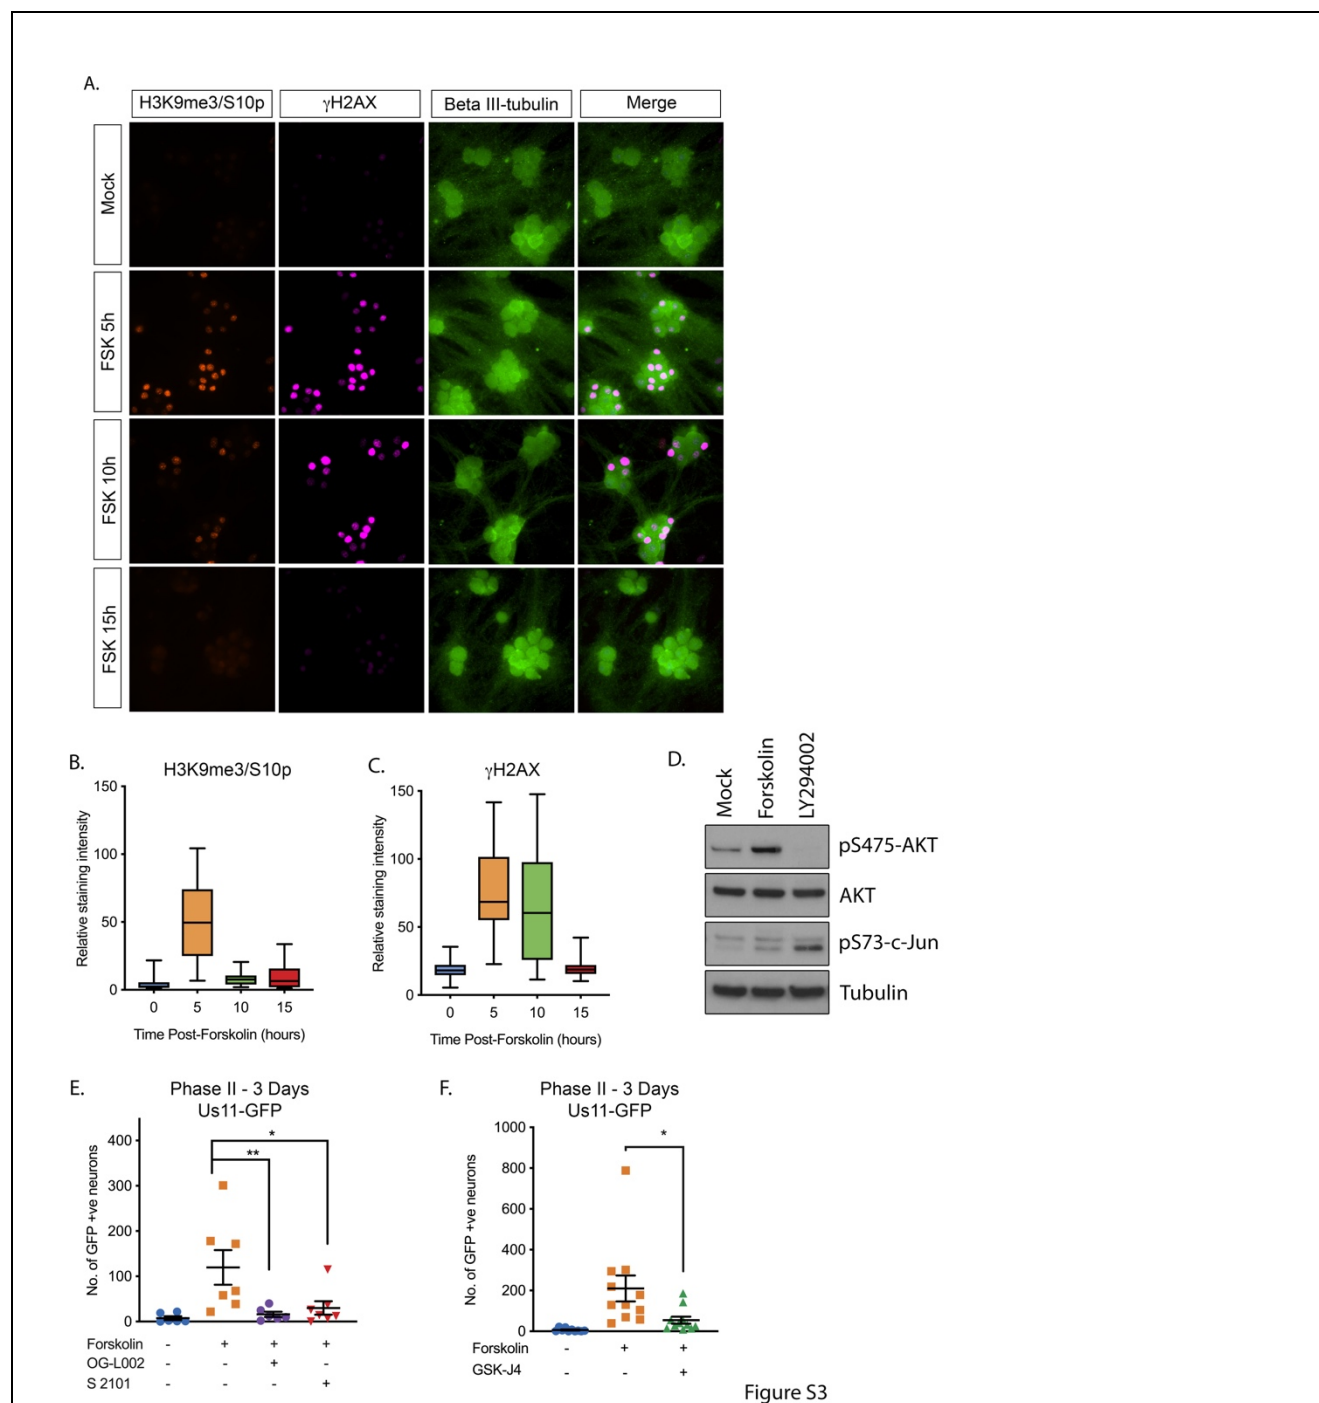 A.
H3K9me3/S10p γH2AX Beta III-tubulin Merge
Mock
FSK 5h
FSK 10h
FSK 15h
B.
H3K9me3/S10p
Relative staining intensity
150
100
50
0
0 5 10 15
Time Post-Forskolin (hours)
C.
γH2AX
Relative staining intensity
150
100
50
0
0 5 10 15
Time Post-Forskolin (hours)
D.
Mock Forskolin LY294002
pS475-AKT
AKT
pS73-c-Jun
Tubulin
E.
Phase II - 3 Days
Us11-GFP
No. of GFP +ve neurons
400
300
200
100
0
*
**
Forskolin - + + +
OG-L002 - - + -
S 2101 - - - +
F.
Phase II - 3 Days
Us11-GFP
No. of GFP +ve neurons
1000
800
600
400
200
0
*
Forskolin - + +
GSK-J4 - - +
Figure S3